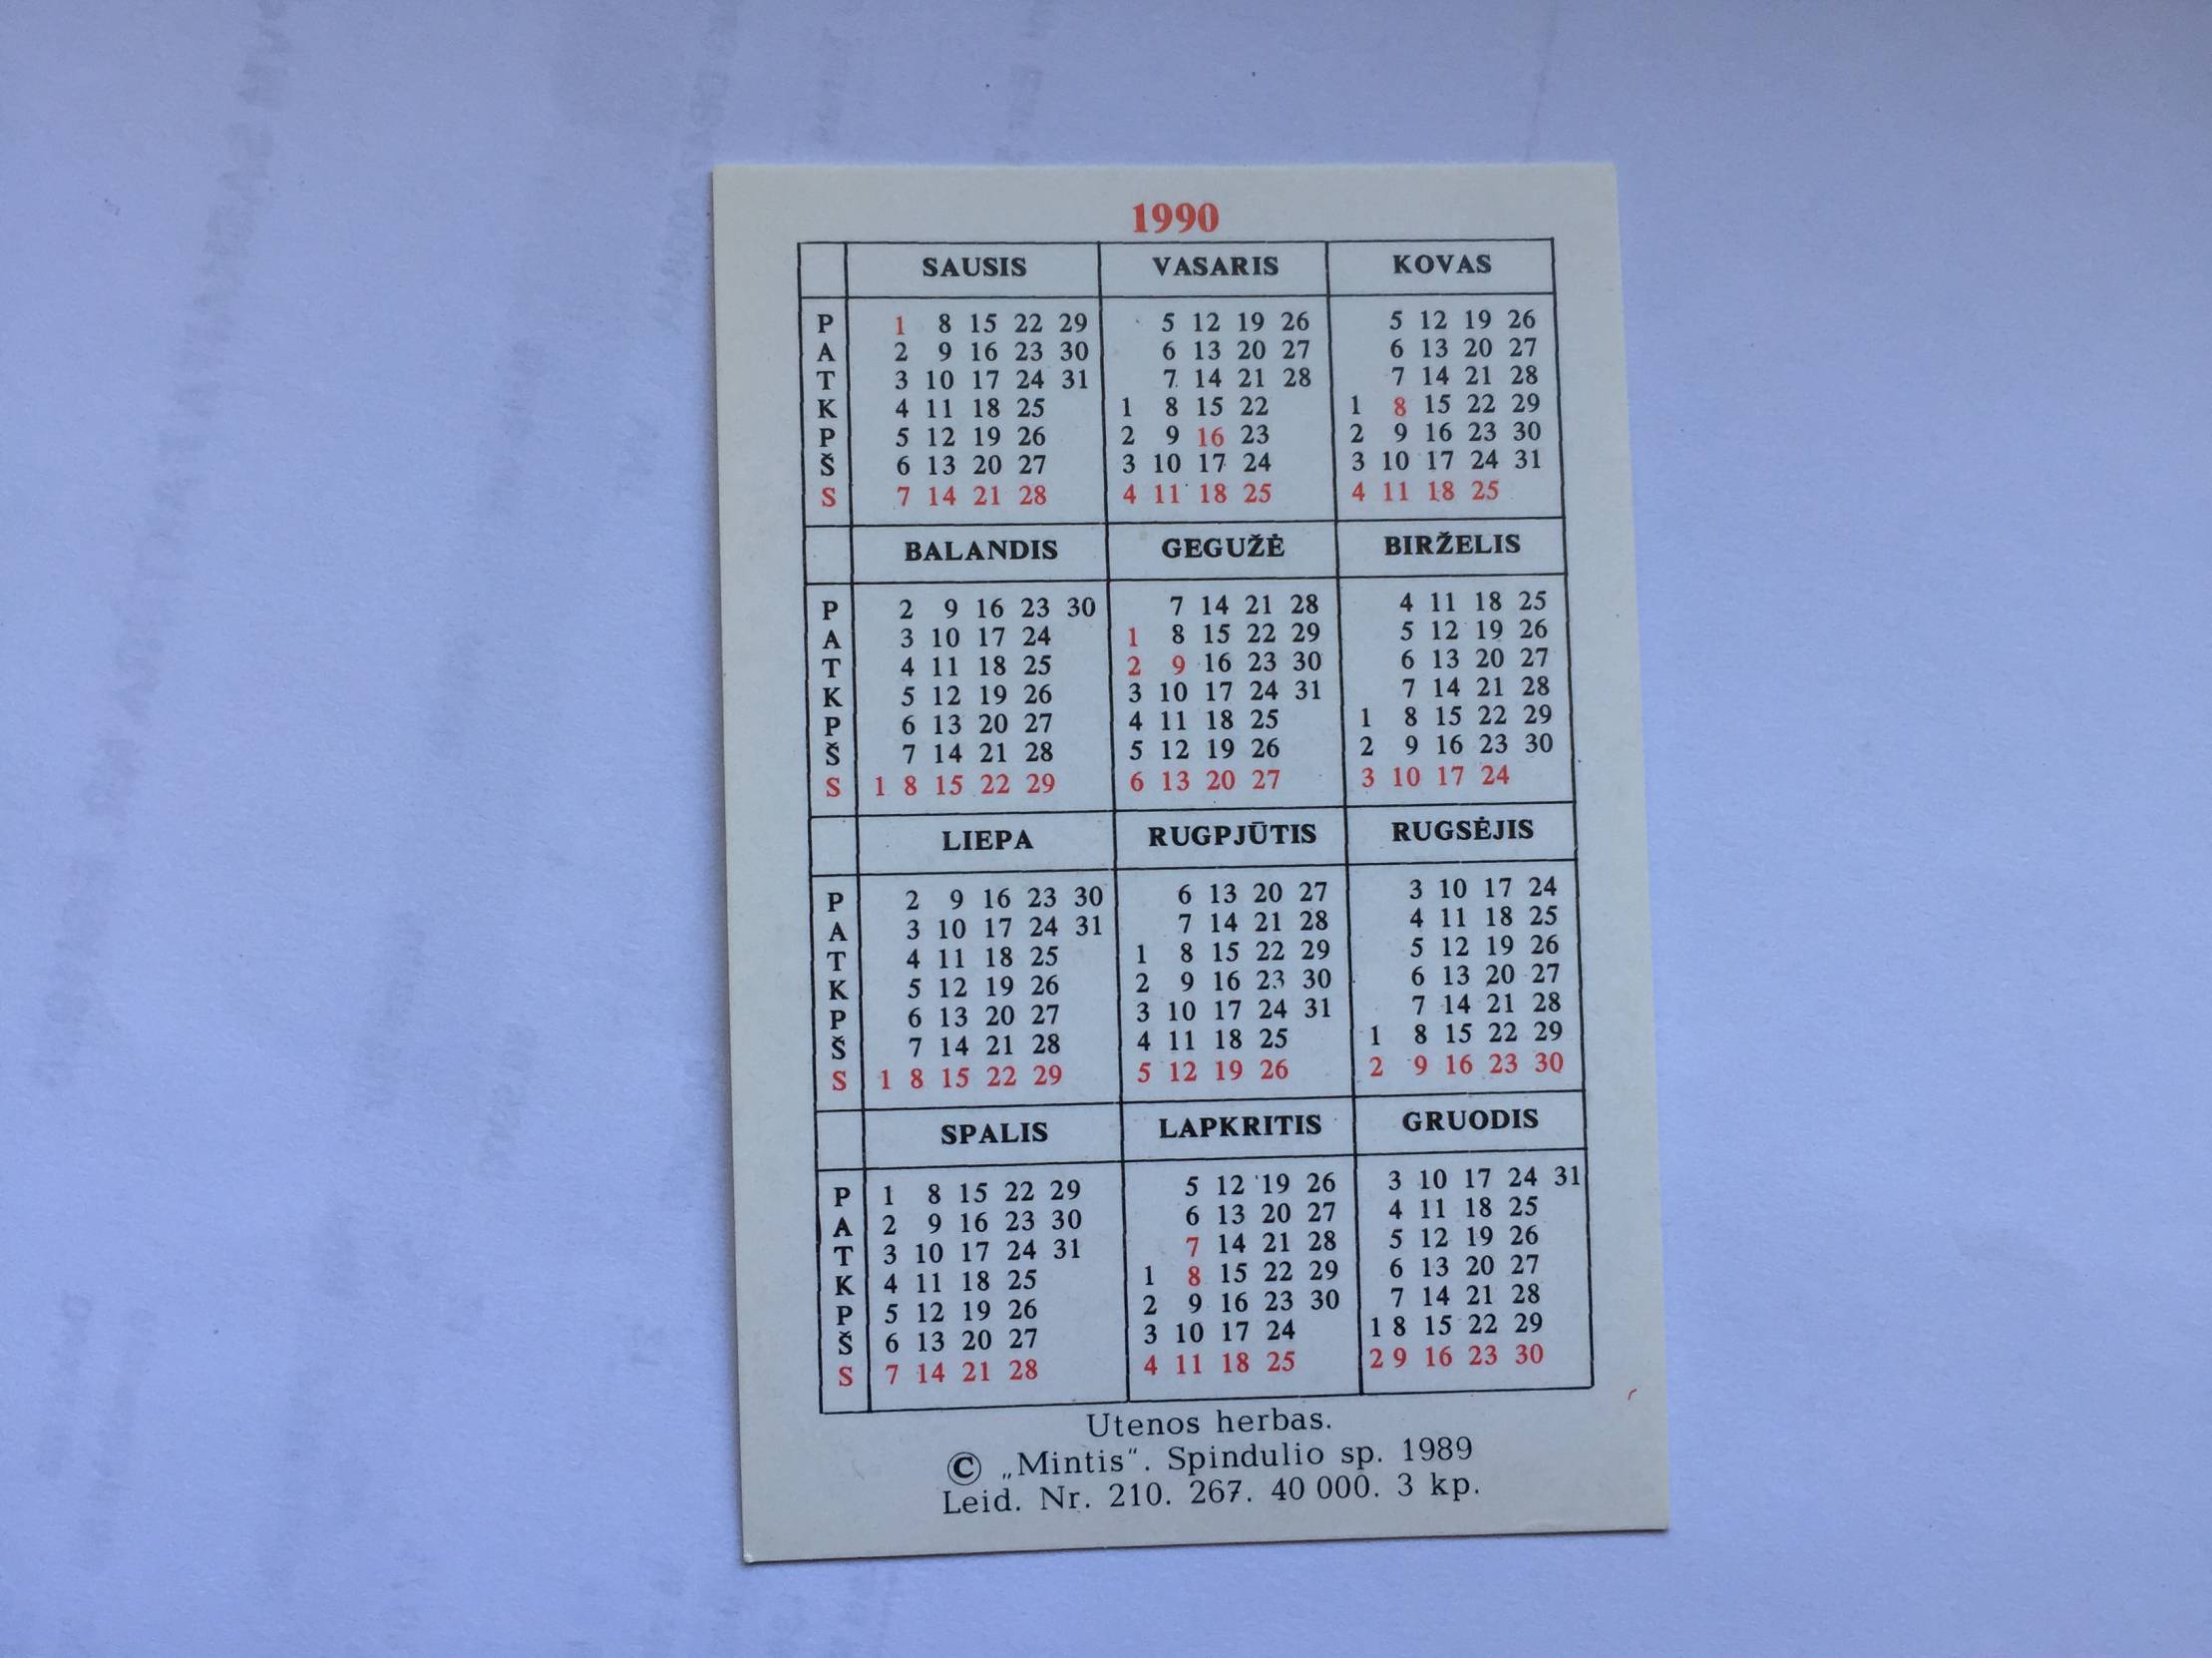 1990
SAUSIS VASARIS KOVAS
P 1 8 15 22 29 5 12 19 26 5 12 19 26
A 2 9 16 23 30 6 13 20 27 6 13 20 27
T 3 10 17 24 31 7 14 21 28 7 14 21 28
K 4 11 18 25 1 8 15 22 1 8 15 22 29
P 5 12 19 26 2 9 16 23 2 9 16 23 30
Š 6 13 20 27 3 10 17 24 3 10 17 24 31
S 7 14 21 28 4 11 18 25 4 11 18 25
BALANDIS GEGUŽĖ BIRŽELIS
P 2 9 16 23 30 7 14 21 28 4 11 18 25
A 3 10 17 24 1 8 15 22 29 5 12 19 26
T 4 11 18 25 2 9 16 23 30 6 13 20 27
K 5 12 19 26 3 10 17 24 31 7 14 21 28
P 6 13 20 27 4 11 18 25 1 8 15 22 29
Š 7 14 21 28 5 12 19 26 2 9 16 23 30
S 1 8 15 22 29 6 13 20 27 3 10 17 24
LIEPA RUGPJŪTIS RUGSĖJIS
P 2 9 16 23 30 6 13 20 27 3 10 17 24
A 3 10 17 24 31 7 14 21 28 4 11 18 25
T 4 11 18 25 1 8 15 22 29 5 12 19 26
K 5 12 19 26 2 9 16 23 30 6 13 20 27
P 6 13 20 27 3 10 17 24 31 7 14 21 28
Š 7 14 21 28 4 11 18 25 1 8 15 22 29
S 1 8 15 22 29 5 12 19 26 2 9 16 23 30
SPALIS LAPKRITIS GRUODIS
P 1 8 15 22 29 5 12 19 26 3 10 17 24 31
A 2 9 16 23 30 6 13 20 27 4 11 18 25
T 3 10 17 24 31 7 14 21 28 5 12 19 26
K 4 11 18 25 1 8 15 22 29 6 13 20 27
P 5 12 19 26 2 9 16 23 30 7 14 21 28
Š 6 13 20 27 3 10 17 24 1 8 15 22 29
S 7 14 21 28 4 11 18 25 2 9 16 23 30
Utenos herbas.
© „Mintis“. Spindulio sp. 1989
Leid. Nr. 210. 267. 40 000. 3 kp.